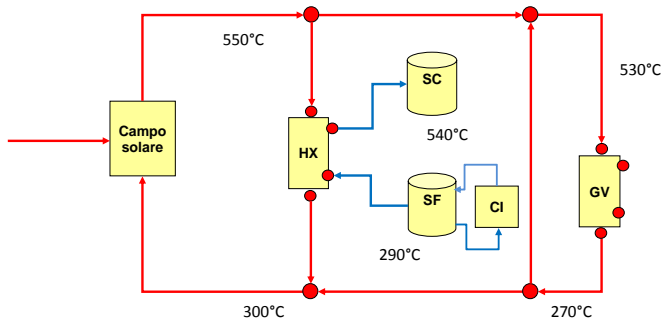 550°C
SC
530°C
540°C
Campo
solare
HX
SF
CI
GV
290°C
300°C
270°C